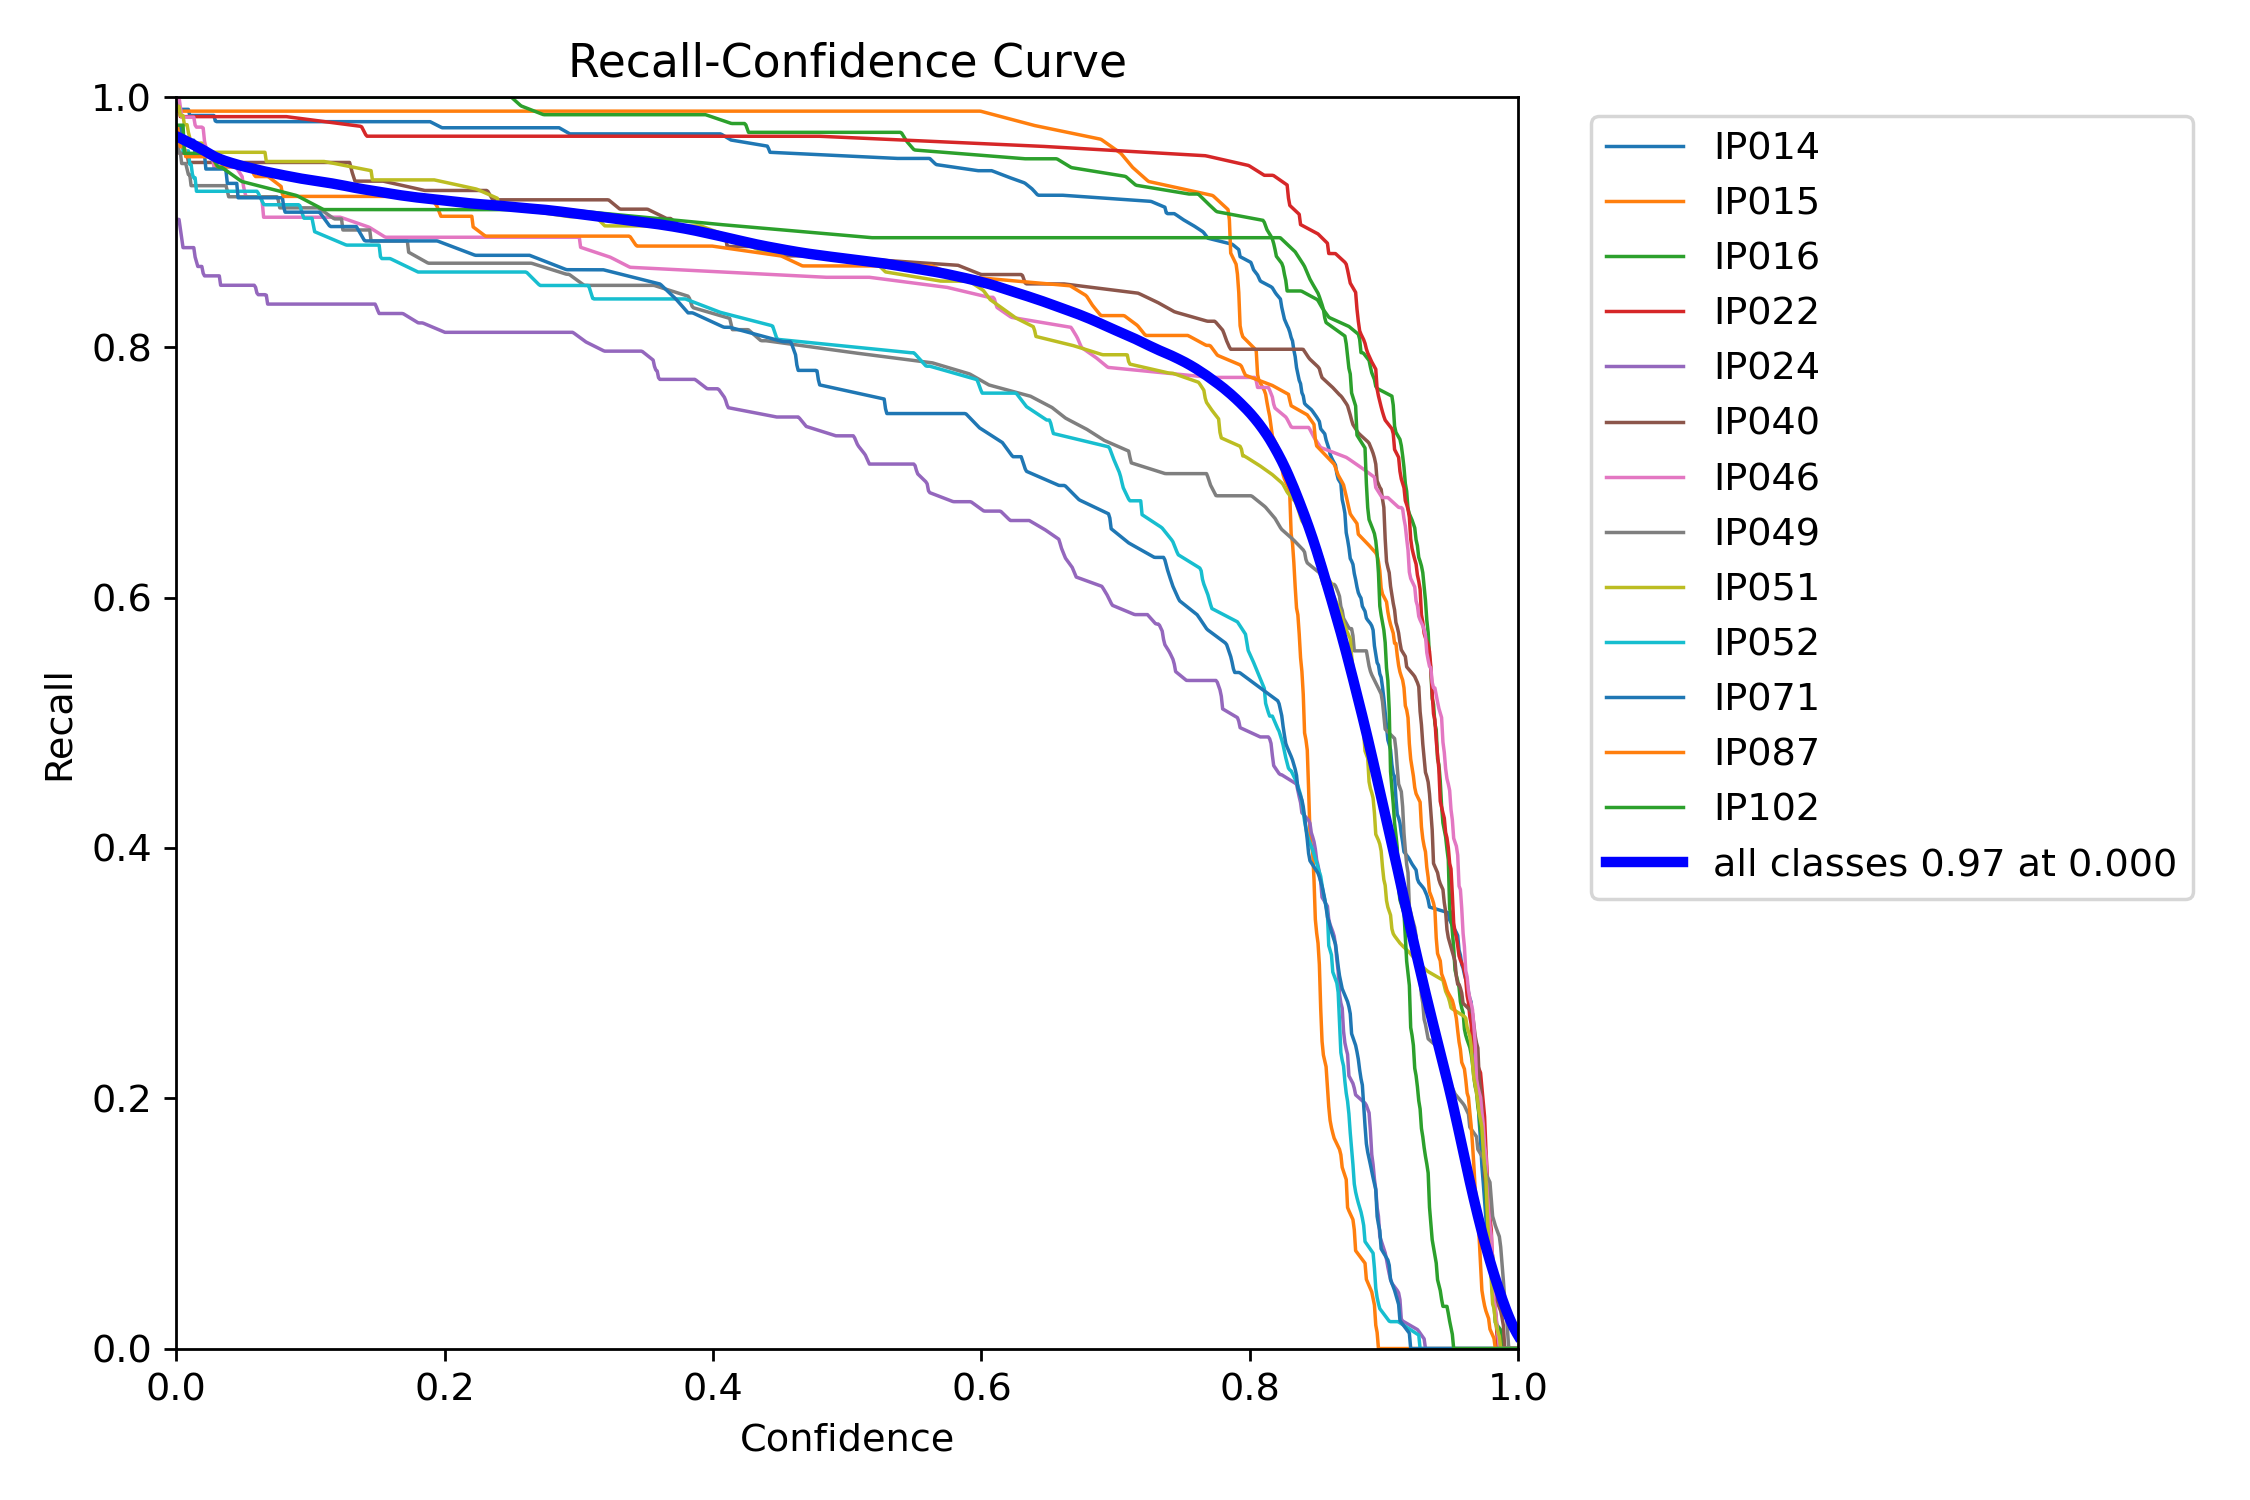 Recall-Confidence Curve
1.0
0.8
0.6
0.4
0.2
0.0
Recall
0.0 0.2 0.4 0.6 0.8 1.0
Confidence
IP014
IP015
IP016
IP022
IP024
IP040
IP046
IP049
IP051
IP052
IP071
IP087
IP102
all classes 0.97 at 0.000